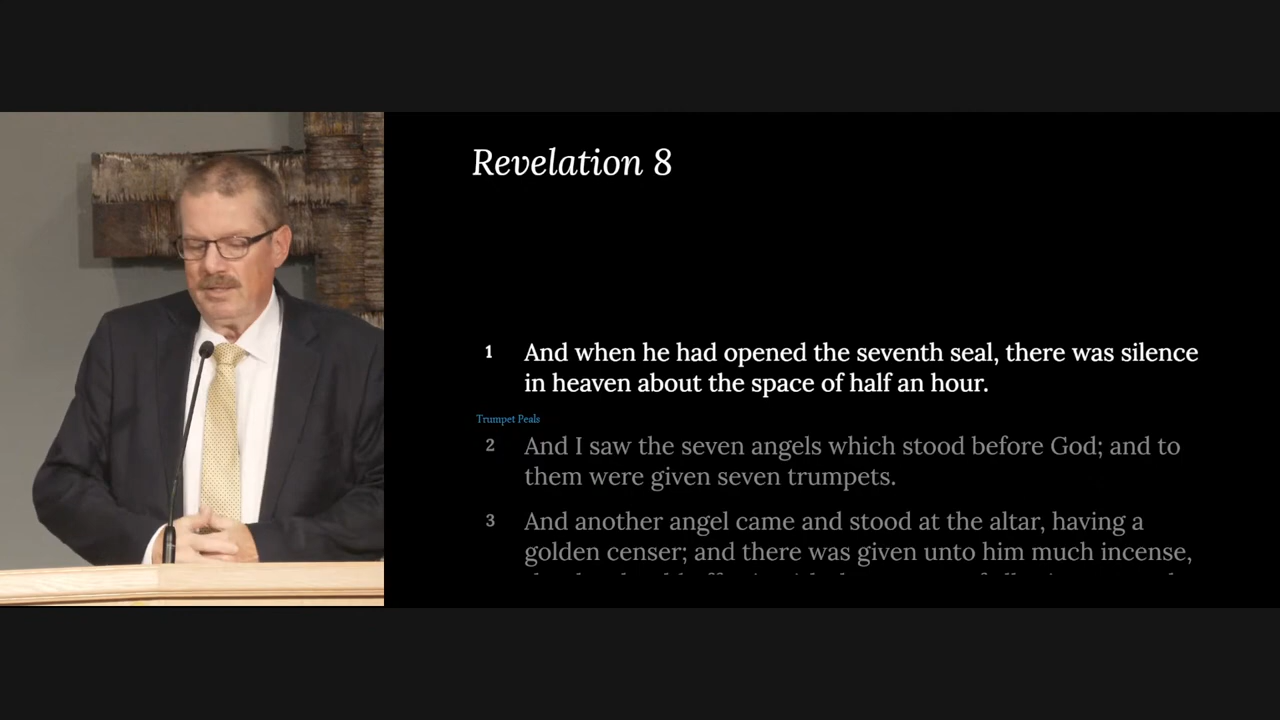 Revelation 8
1 And when he had opened the seventh seal, there was silence
in heaven about the space of half an hour.
Trumpet Peals
2 And I saw the seven angels which stood before God; and to
them were given seven trumpets.
3 And another angel came and stood at the altar, having a
golden censer; and there was given unto him much incense,